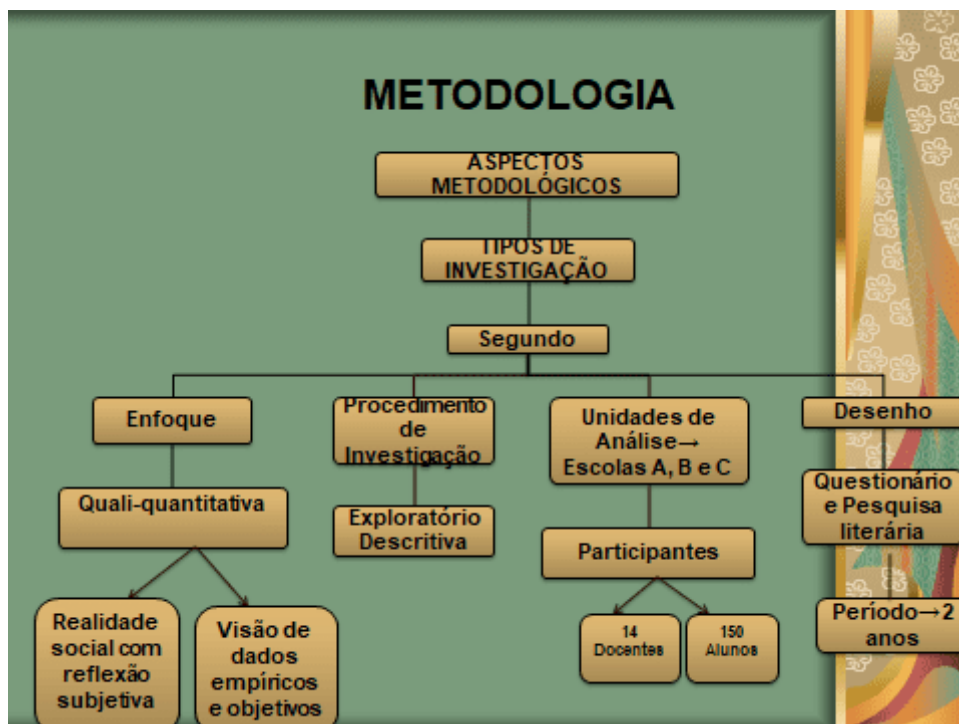 METODOLOGIA
ASPECTOS
METODOLÓGICOS
TIPOS DE
INVESTIGAÇÃO
Segundo
Enfoque
Procedimento
de
Investigação
Unidades de
Análise→
Escolas A, B e C
Desenho
Quali-quantitativa
Exploratório
Descritiva
Participantes
Questionário
e Pesquisa
literária
Realidade
social com
reflexão
subjetiva
Visão de
dados
empíricos
e objetivos
14
Docentes
150
Alunos
Período→2
anos